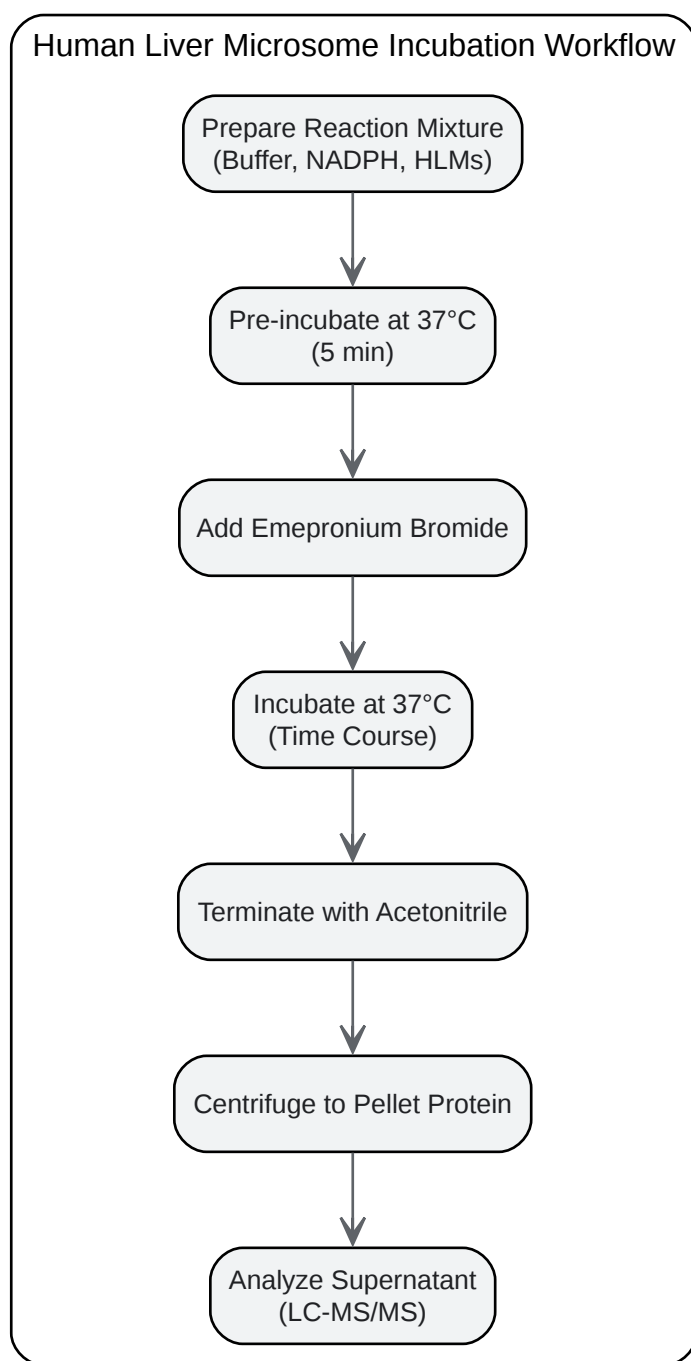 Human Liver Microsome Incubation Workflow
Prepare Reaction Mixture
(Buffer, NADPH, HLMs)
Pre-incubate at 37°C
(5 min)
Add Emepronium Bromide
Incubate at 37°C
(Time Course)
Terminate with Acetonitrile
Centrifuge to Pellet Protein
Analyze Supernatant
(LC-MS/MS)